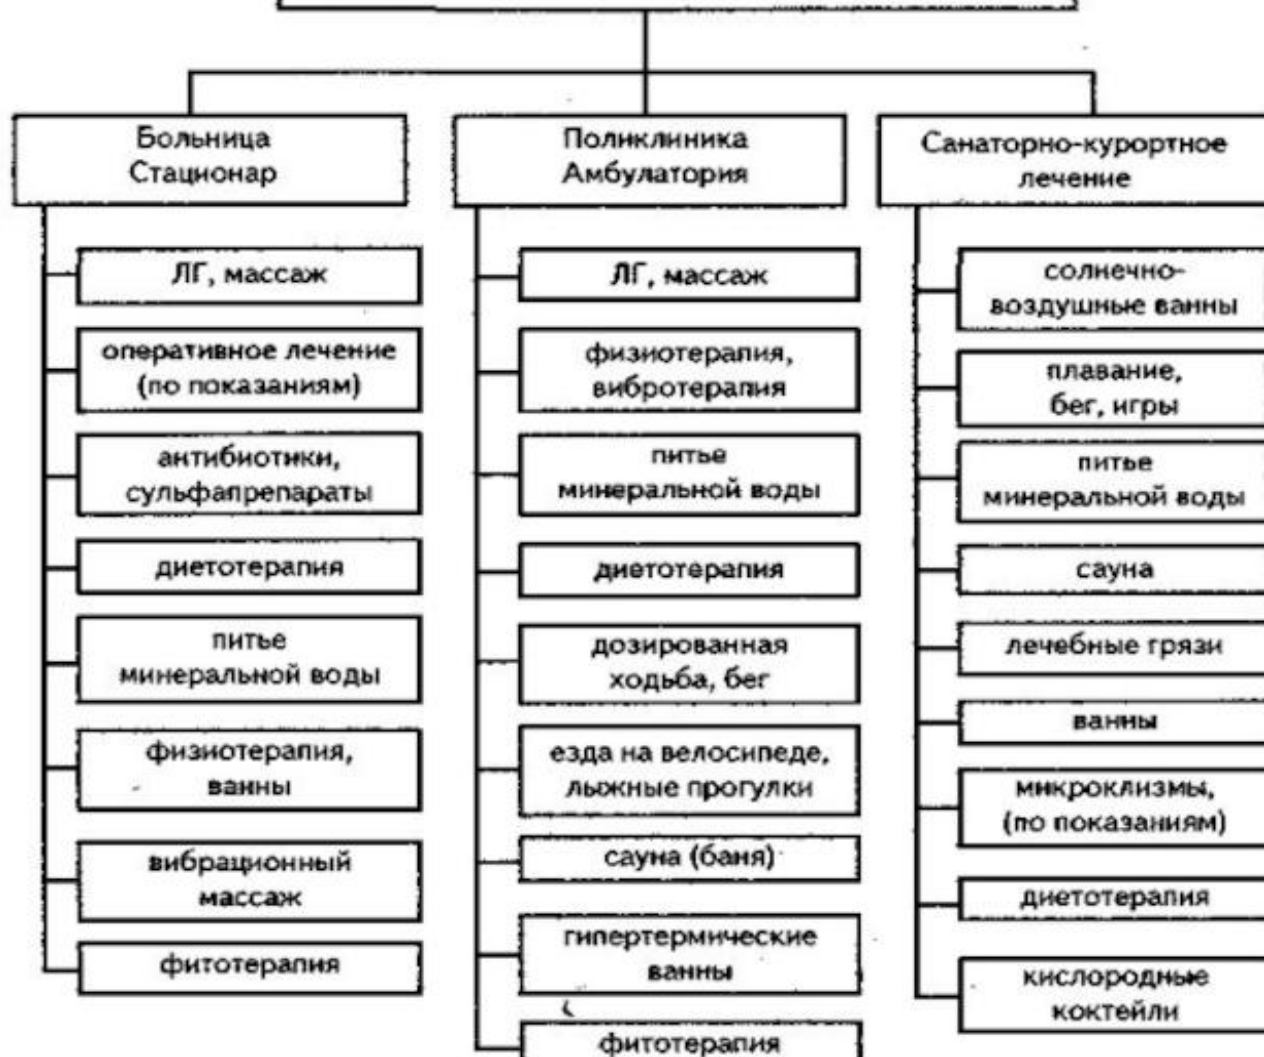 Больница
Стационар
ЛГ, массаж
оперативное лечение
(по показаниям)
антибиотики,
сульфапрепараты
диетотерапия
питье
минеральной воды
физиотерапия,
ванны
вибрационный
массаж
фитотерапия
Поликлиника
Амбулатория
ЛГ, массаж
физиотерапия,
вибротерапия
питье
минеральной воды
диетотерапия
дозированная
ходьба, бег
езда на велосипеде,
лыжные прогулки
сауна (баня)
гипертермические
ванны
фитотерапия
Санаторно-курортное
лечение
солнечно-
воздушные ванны
плавание,
бег, игры
питье
минеральной воды
сауна
лечебные грязи
ванны
микроклизмы,
(по показаниям)
диетотерапия
кислородные
коктейли